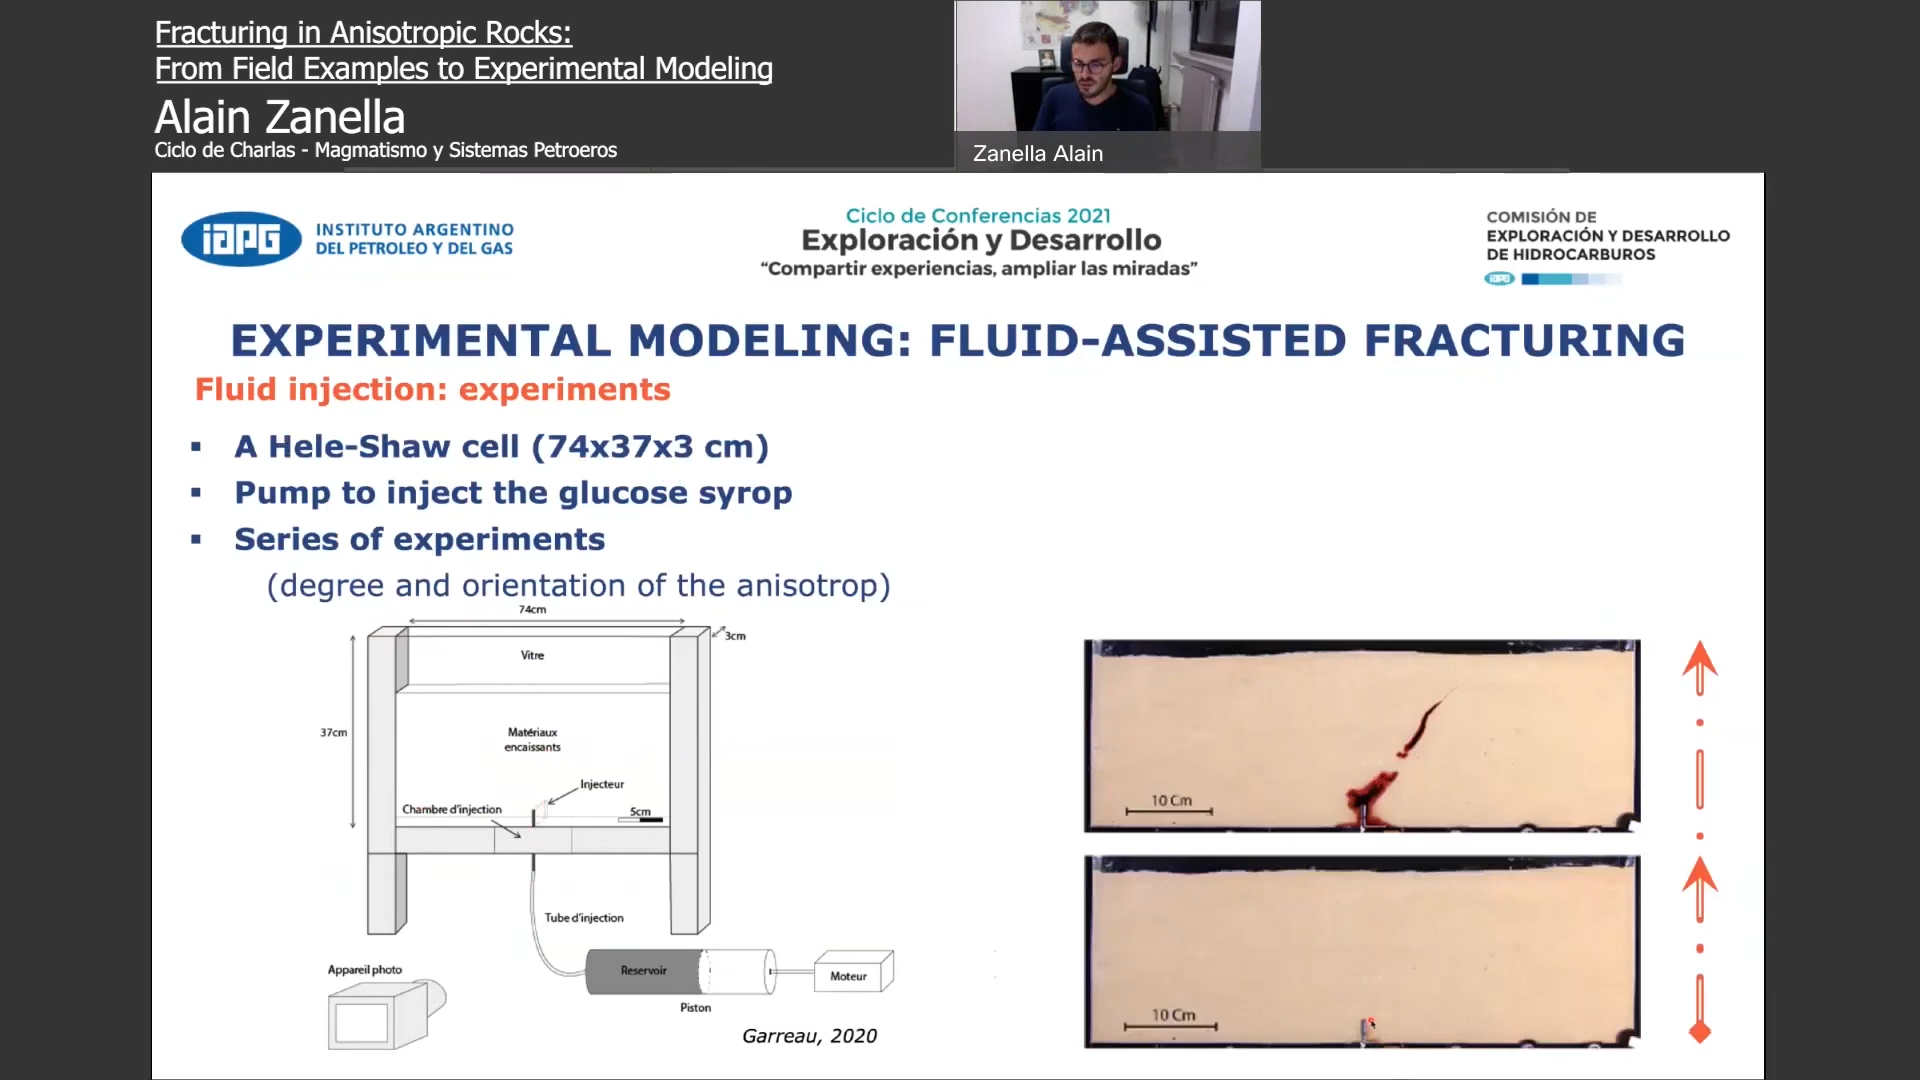 Fracturing in Anisotropic Rocks:
From Field Examples to Experimental Modeling
Alain Zanella
Ciclo de Charlas - Magmatismo y Sistemas Petroeros
Zanella Alain
iapg
INSTITUTO ARGENTINO
DEL PETROLEO Y DEL GAS
Ciclo de Conferencias 2021
Exploración y Desarrollo
“Compartir experiencias, ampliar las miradas”
COMISIÓN DE
EXPLORACIÓN Y DESARROLLO
DE HIDROCARBUROS
iapg
EXPERIMENTAL MODELING: FLUID-ASSISTED FRACTURING
Fluid injection: experiments
▪ A Hele-Shaw cell (74x37x3 cm)
▪ Pump to inject the glucose syrop
▪ Series of experiments
(degree and orientation of the anisotrop)
74cm
3cm
Vitre
37cm
Matériaux
encaissants
Injecteur
Chambre d'injection
5cm
Tube d'injection
Appareil photo
Reservoir
Moteur
Piston
Garreau, 2020
10 Cm
10 Cm